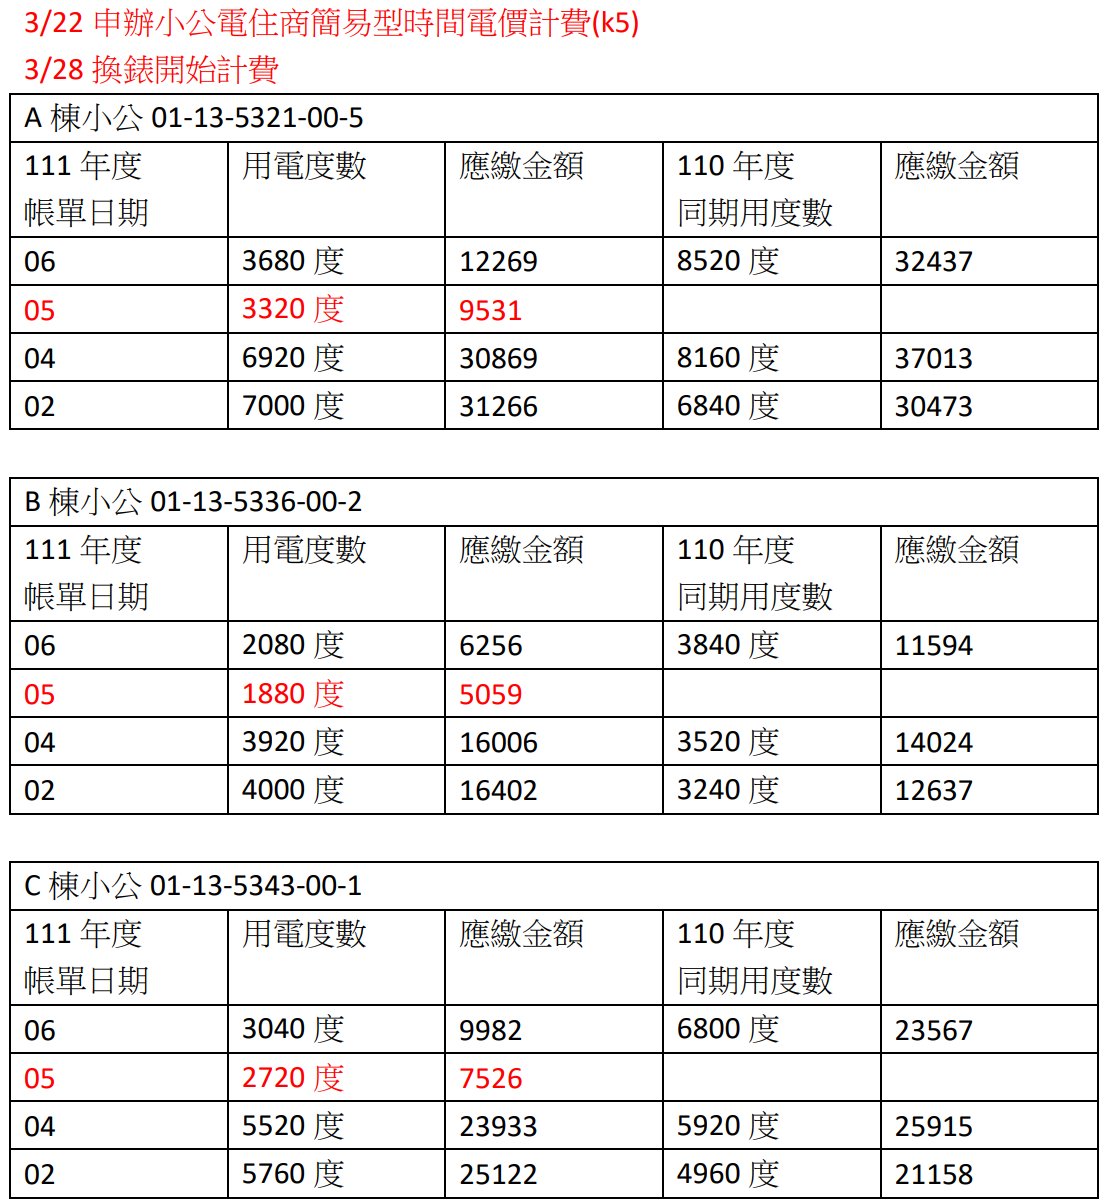 3/22 申辦小公電住商簡易型時間電價計費(k5)
3/28 換錶開始計費
A 棟小公 01-13-5321-00-5
111 年度 用電度數 應繳金額 110 年度 應繳金額
帳單日期 同期用度數
06 3680 度 12269 8520 度 32437
05 3320 度 9531
04 6920 度 30869 8160 度 37013
02 7000 度 31266 6840 度 30473
B 棟小公 01-13-5336-00-2
111 年度 用電度數 應繳金額 110 年度 應繳金額
帳單日期 同期用度數
06 2080 度 6256 3840 度 11594
05 1880 度 5059
04 3920 度 16006 3520 度 14024
02 4000 度 16402 3240 度 12637
C 棟小公 01-13-5343-00-1
111 年度 用電度數 應繳金額 110 年度 應繳金額
帳單日期 同期用度數
06 3040 度 9982 6800 度 23567
05 2720 度 7526
04 5520 度 23933 5920 度 25915
02 5760 度 25122 4960 度 21158